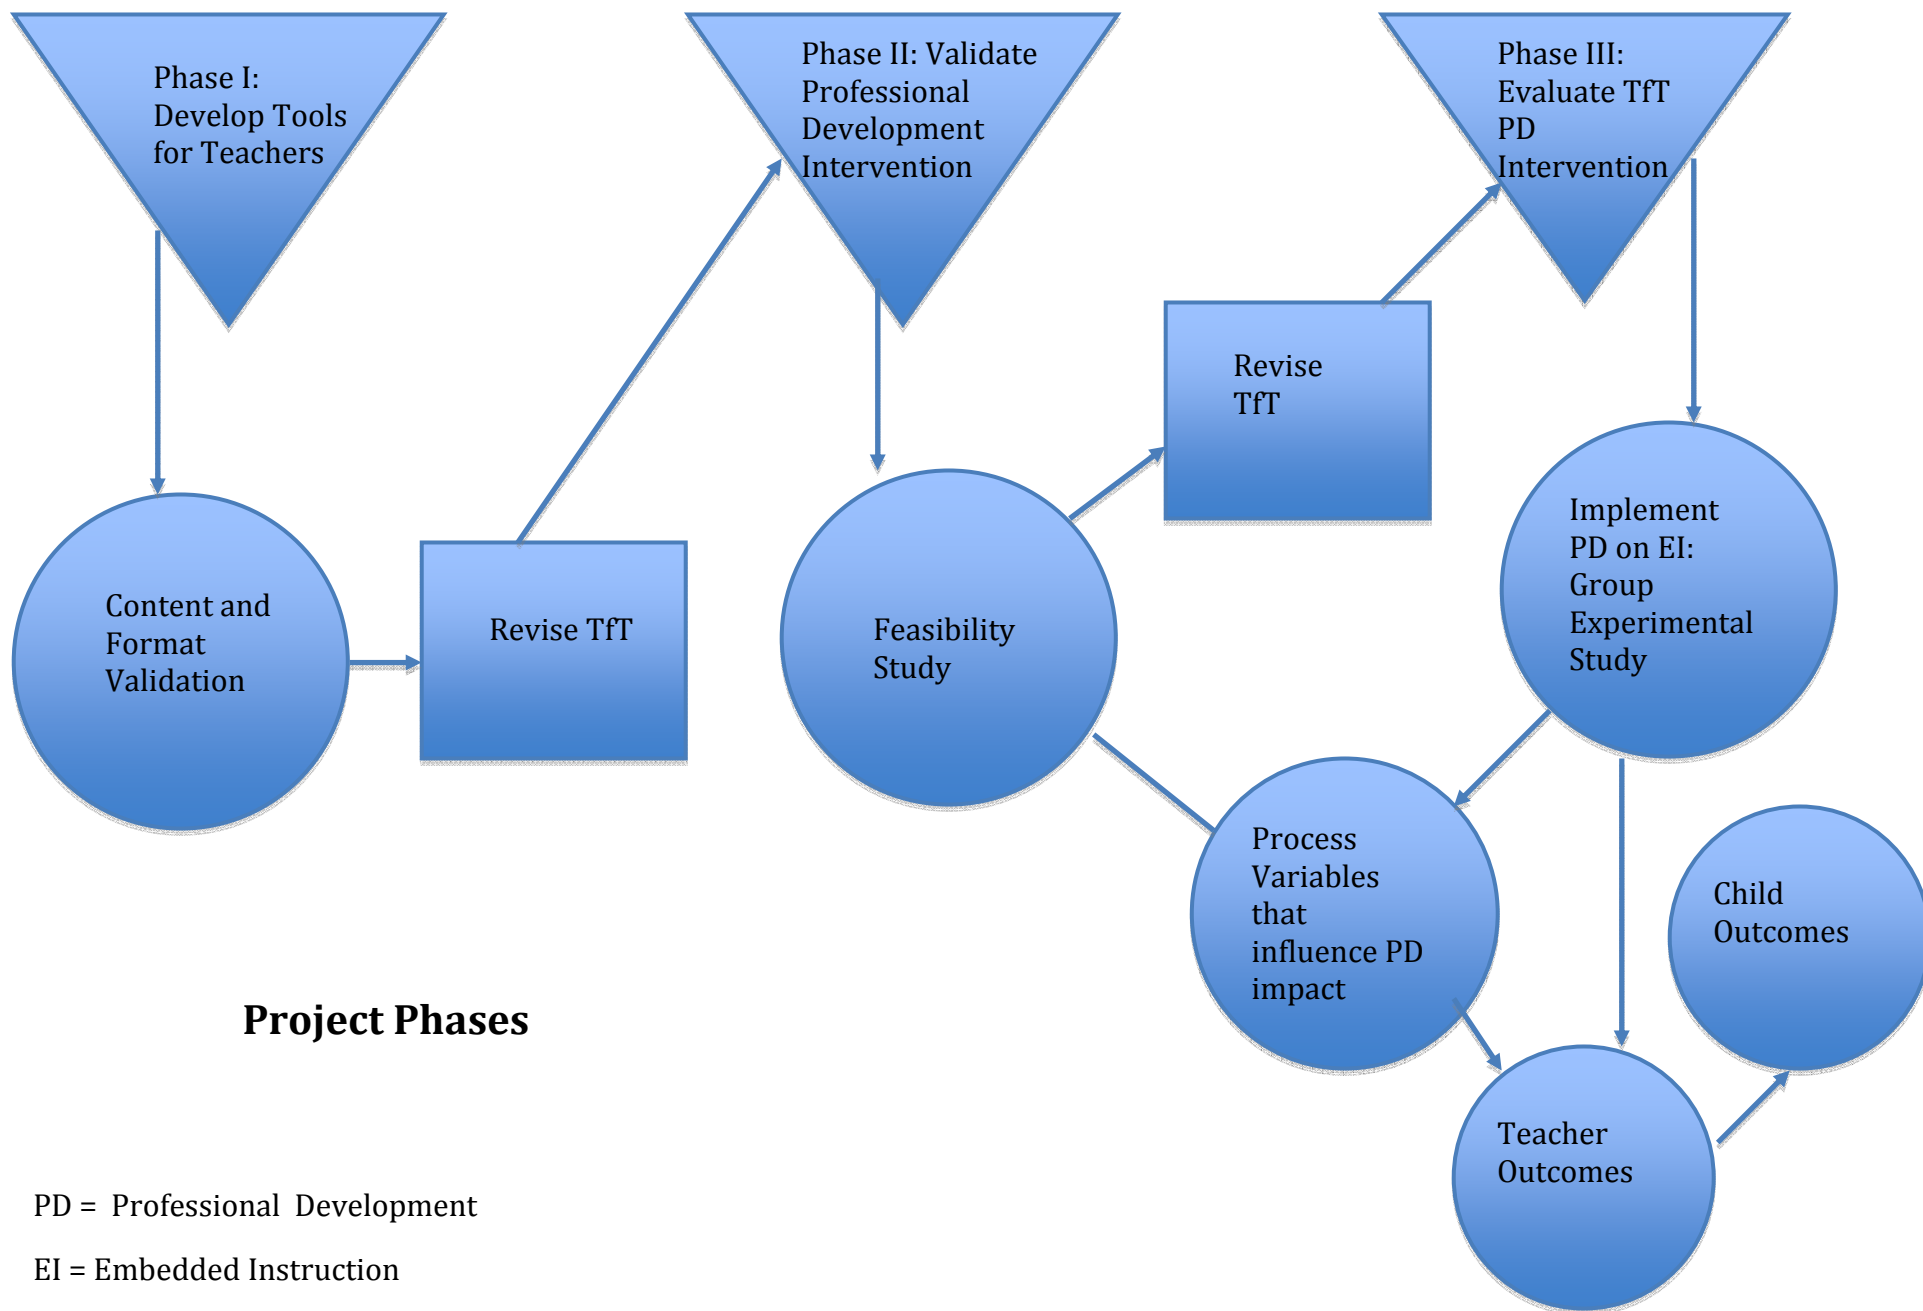 Phase I:
Develop Tools
for Teachers
Phase II: Validate
Professional
Development
Intervention
Phase III:
Evaluate TfT
PD
Intervention
Revise
TfT
Content and
Format
Validation
Revise TfT
Feasibility
Study
Implement
PD on EI:
Group
Experimental
Study
Process
Variables
that
influence PD
impact
Child
Outcomes
Teacher
Outcomes
Project Phases
PD = Professional Development
EI = Embedded Instruction